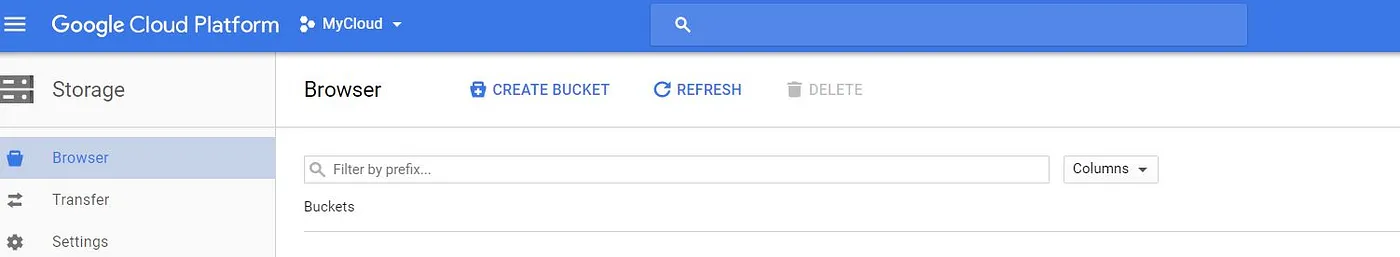 Google Cloud Platform MyCloud
Storage
Browser CREATE BUCKET REFRESH DELETE
Browser
Transfer
Settings
Filter by prefix... Columns
Buckets